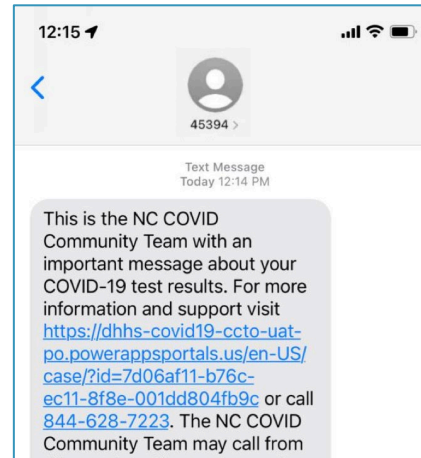 12:15
45394 >
Text Message
Today 12:14 PM
This is the NC COVID
Community Team with an
important message about your
COVID-19 test results. For more
information and support visit
https://dhhs-covid19-ccto-uat-
po.powerappsportals.us/en-US/
case/?id=7d06af11-b76c-
ec11-8f8e-001dd804fb9c or call
844-628-7223. The NC COVID
Community Team may call from